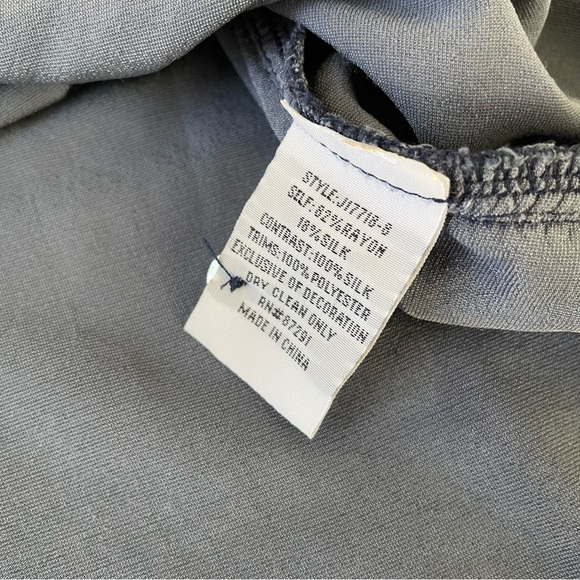 STYLE:J17718-8
SELF:82%RAYON
18%SILK
CONTRAST:100%SILK
TRIMS:100%POLYESTER
EXCLUSIVE OF DECORATION
DRY CLEAN ONLY
RN#87291
MADE IN CHINA